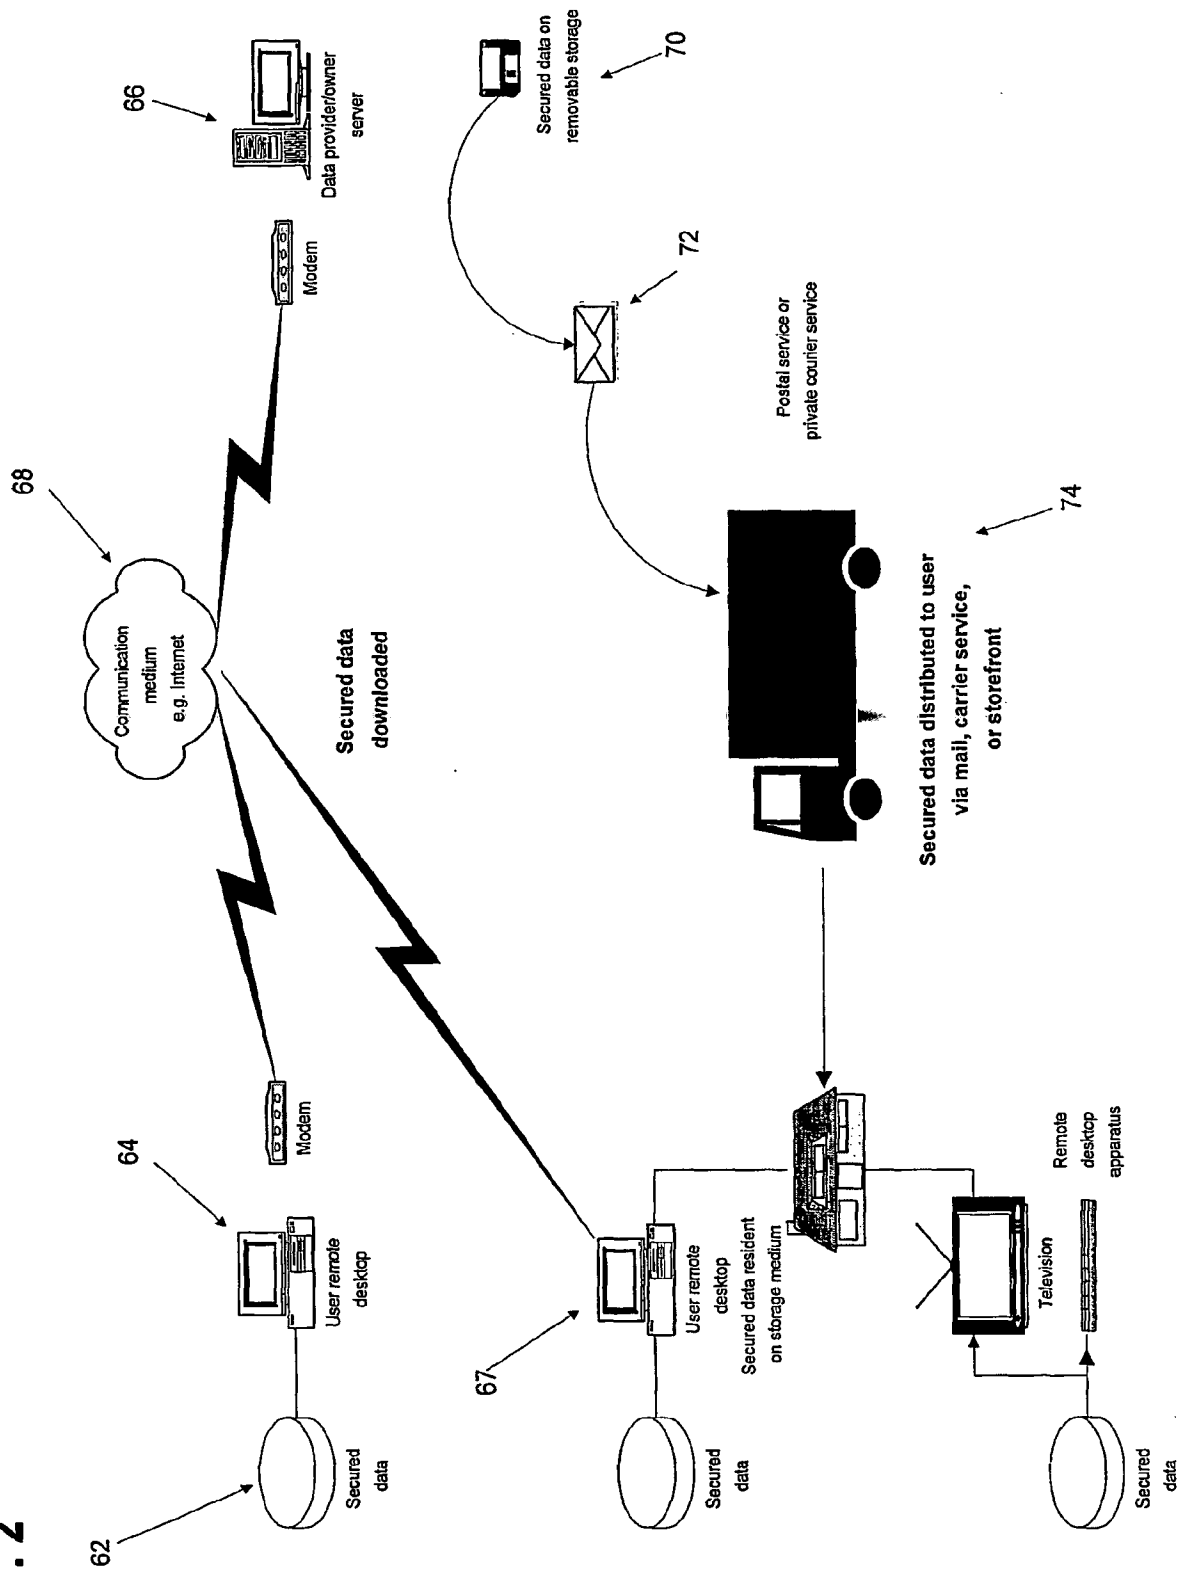 . 2
62
Secured
data
64
User remote
desktop
Modem
68
Communication
medium
e.g. Internet
Secured data
downloaded
Modem
66
Data provider/owner
server
67
Secured
data
User remote
desktop
Secured data resident
on storage medium
Secured data on
removable storage
70
72
Postal service or
private courier service
74
Secured data distributed to user
via mail, carrier service,
or storefront
Secured
data
Television
Remote
desktop
apparatus